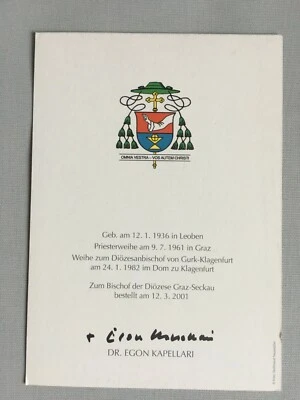 OMNIA VESTRA – VOS AUTEM CHRISTI
Geb. am 12. 1. 1936 in Leoben
Priesterweihe am 9. 7. 1961 in Graz
Weihe zum Diözesanbischof von Gurk-Klagenfurt
am 24. 1. 1982 im Dom zu Klagenfurt
Zum Bischof der Diözese Graz-Seckau
bestellt am 12. 3. 2001
+ Egon Kapellari
DR. EGON KAPELLARI